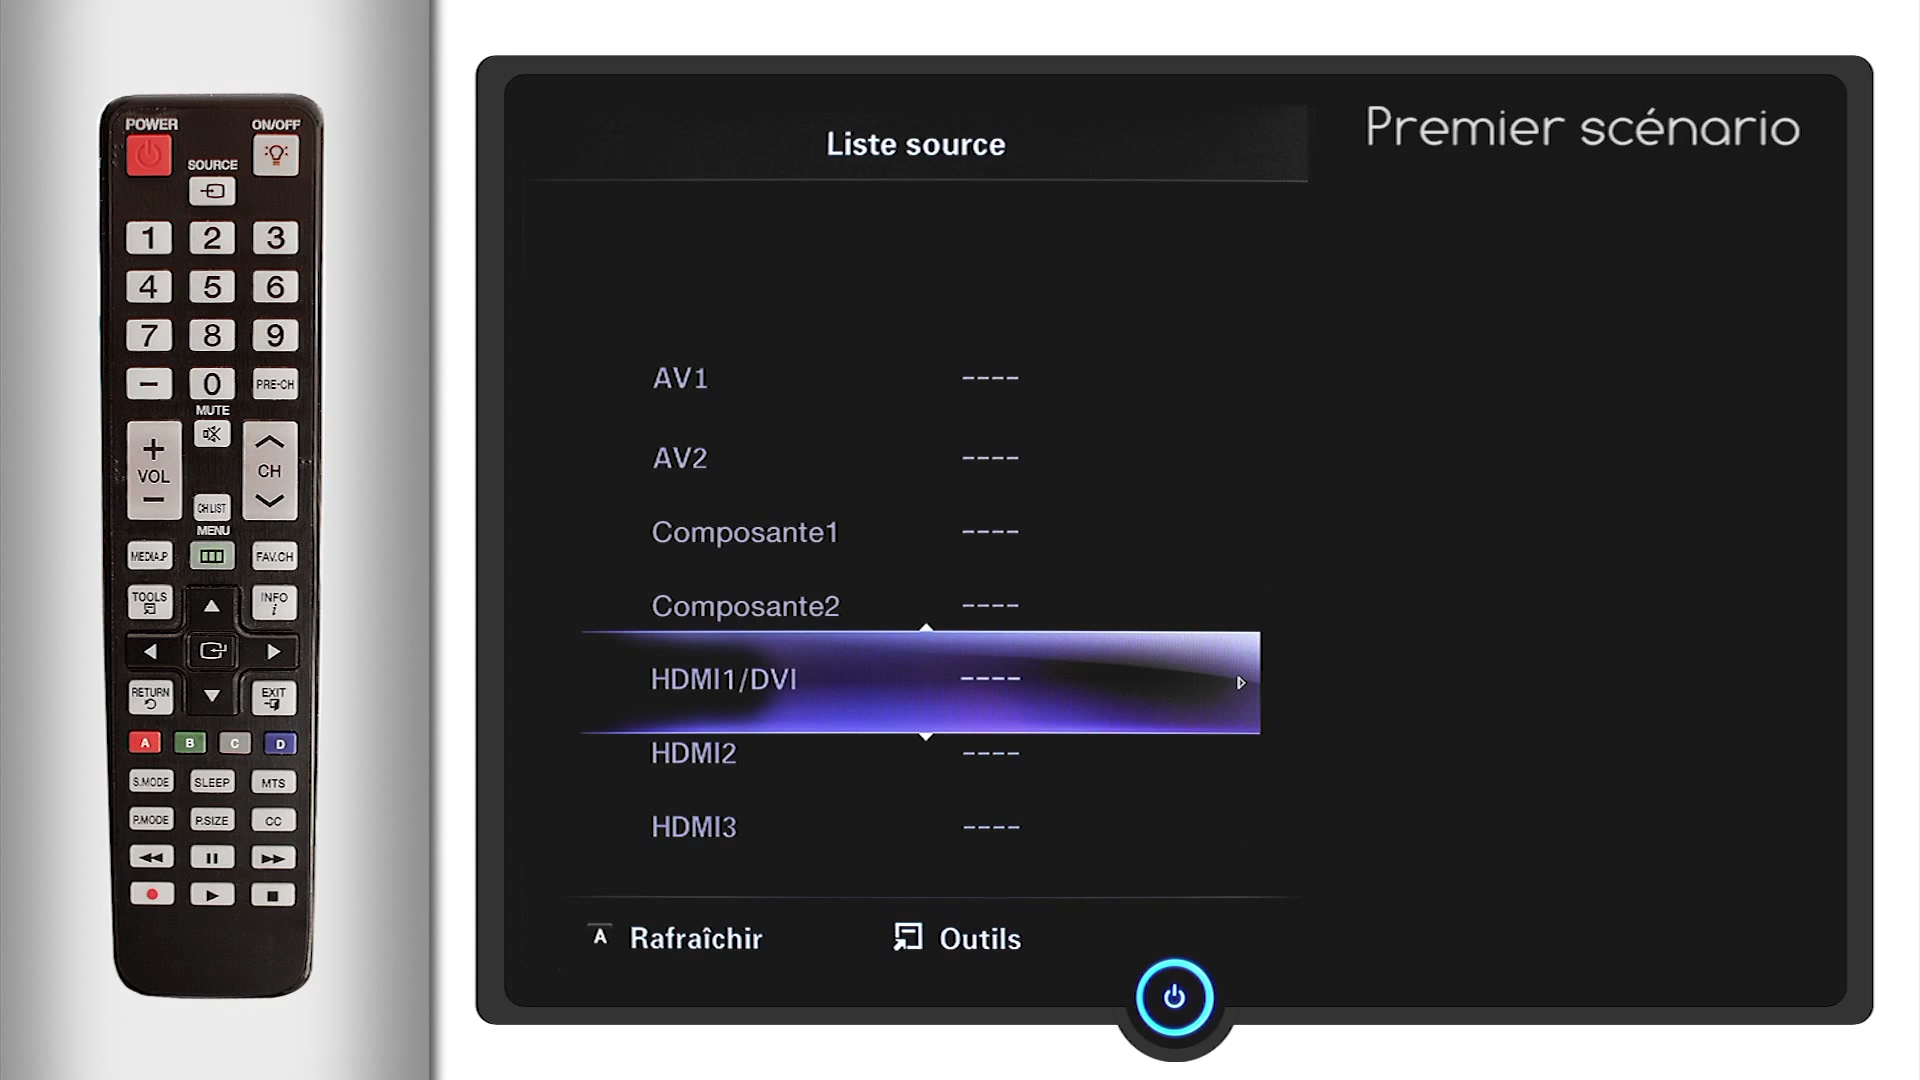 POWER ON/OFF
SOURCE
1 2 3
4 5 6
7 8 9
- 0 PRE-CH
MUTE
+
VOL CH
-
CH LIST
MENU
MEDIA.P FAV.CH
TOOLS INFO
i
RETURN EXIT
A B C D
S.MODE SLEEP MTS
P.MODE P.SIZE CC
Premier scénario
Liste source
AV1 ----
AV2 ----
Composante1 ----
Composante2 ----
HDMI1/DVI ----
HDMI2 ----
HDMI3 ----
A Rafraîchir Outils